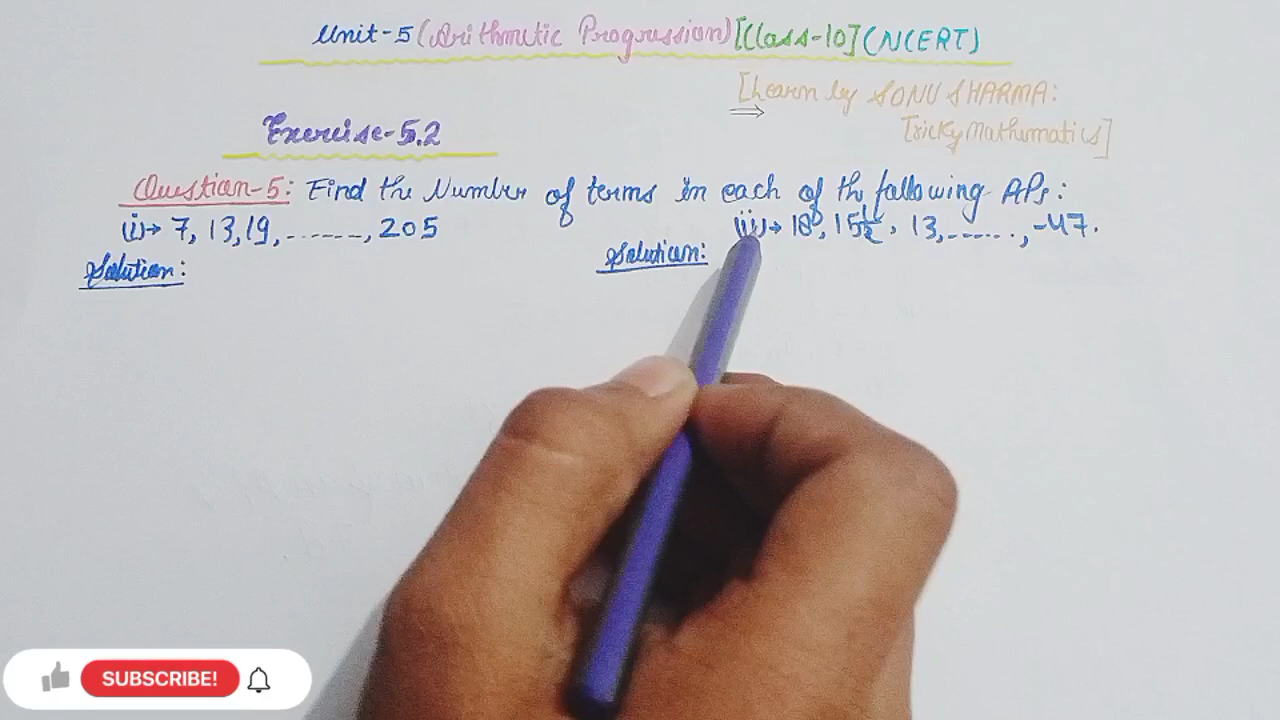 Unit-5 (Arithmetic Progression) [Class-10] (NCERT)
⇒ [Learn by SONU SHARMA:
Tricky Mathematics]
Exercise-5.2
Question-5: Find the Number of terms in each of th following APs:
(i)→ 7, 13, 19, ......., 205
(ii)→ 18, 15½, 13, ......, -47.
Solution:
Solution:
SUBSCRIBE!